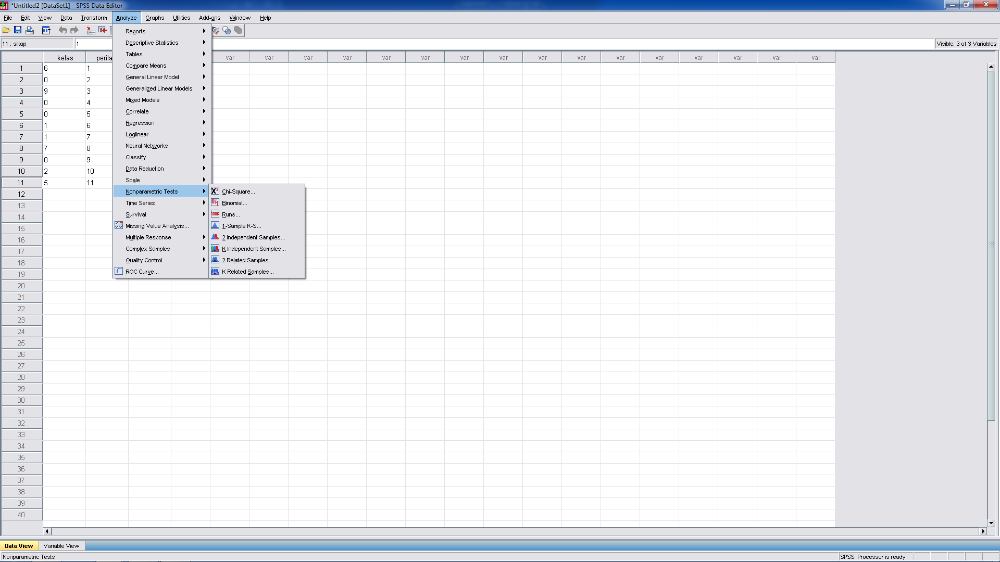 *Untitled2 [DataSet1] - SPSS Data Editor
File Edit View Data Transform Analyze Graphs Utilities Add-ons Window Help
11 : sikap 1 Visible: 3 of 3 Variables
kelas perila var var var var var var var var var var var var var var var var
1 6 1
2 0 2
3 9 3
4 0 4
5 0 5
6 1 6
7 1 7
8 7 8
9 0 9
10 2 10
11 5 11
12
13
14
15
16
17
18
19
20
21
22
23
24
25
26
27
28
29
30
31
32
33
34
35
36
37
38
39
40
Reports
Descriptive Statistics
Tables
Compare Means
General Linear Model
Generalized Linear Models
Mixed Models
Correlate
Regression
Loglinear
Neural Networks
Classify
Data Reduction
Scale
Nonparametric Tests
Time Series
Survival
Missing Value Analysis...
Multiple Response
Complex Samples
Quality Control
ROC Curve...
Chi-Square...
Binomial...
Runs...
1-Sample K-S...
2 Independent Samples...
K Independent Samples...
2 Related Samples...
K Related Samples...
Data View Variable View
Nonparametric Tests SPSS Processor is ready